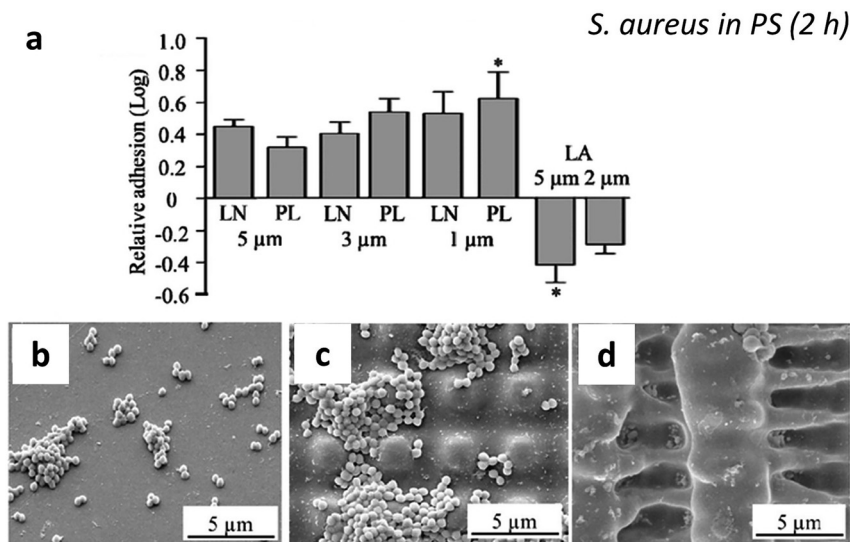 S. aureus in PS (2 h)
a
Relative adhesion (Log)
1.0
0.8
0.6
0.4
0.2
0
-0.2
-0.4
-0.6
*
LA
5 µm 2 µm
LN PL LN PL LN PL
5 µm 3 µm 1 µm
*
b
5 µm
c
5 µm
d
5 µm